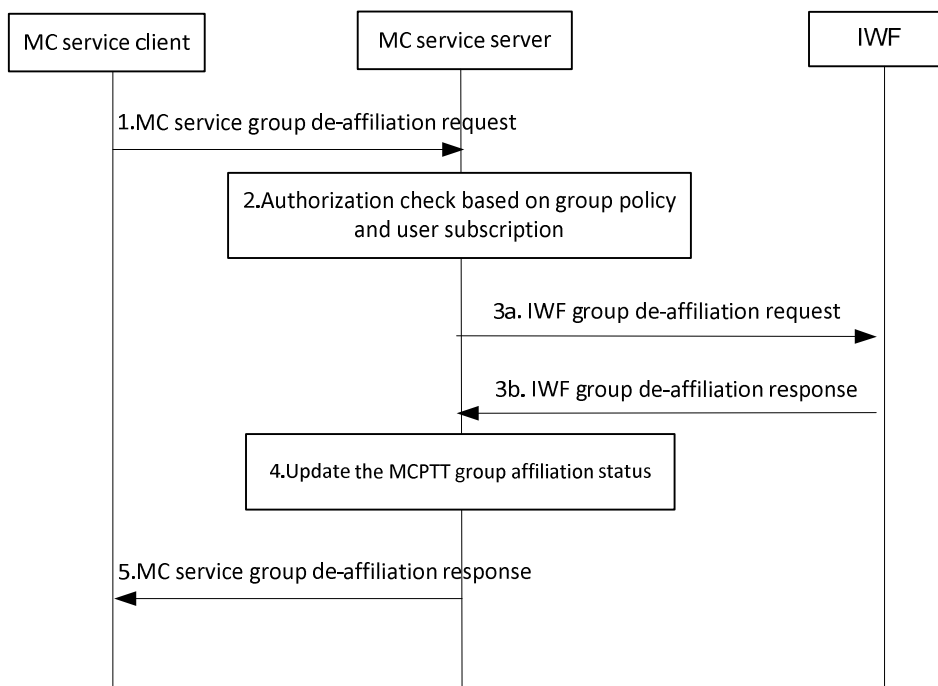 MC service client
MC service server
IWF
1.MC service group de-affiliation request
2.Authorization check based on group policy
and user subscription
3a. IWF group de-affiliation request
3b. IWF group de-affiliation response
4.Update the MCPTT group affiliation status
5.MC service group de-affiliation response